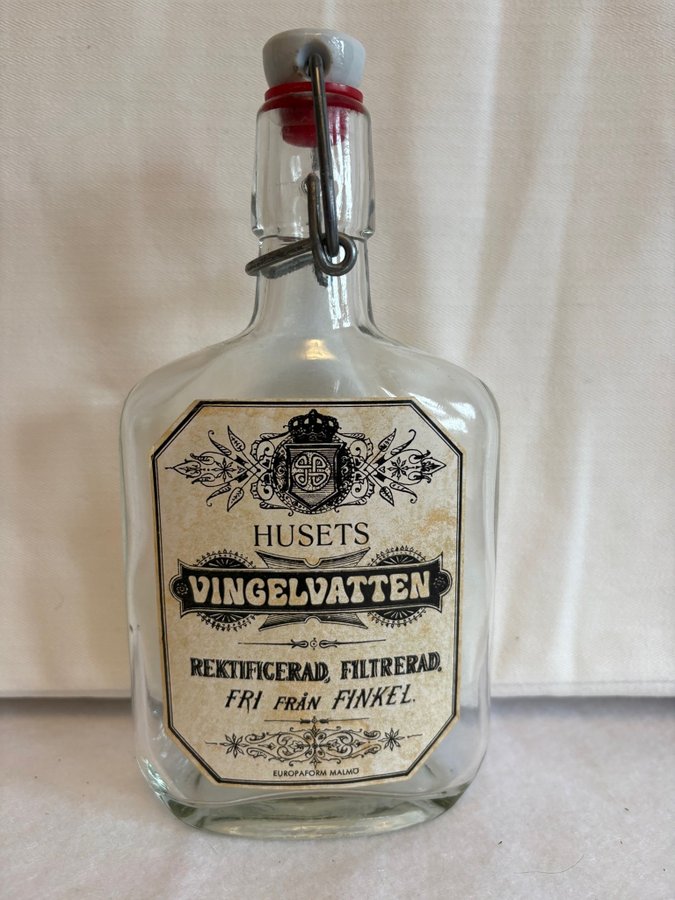 HUSETS
VINGELVATTEN
REKTIFICERAD, FILTRERAD,
FRI FRÅN FINKEL.
EUROPAFORM MALMÖ